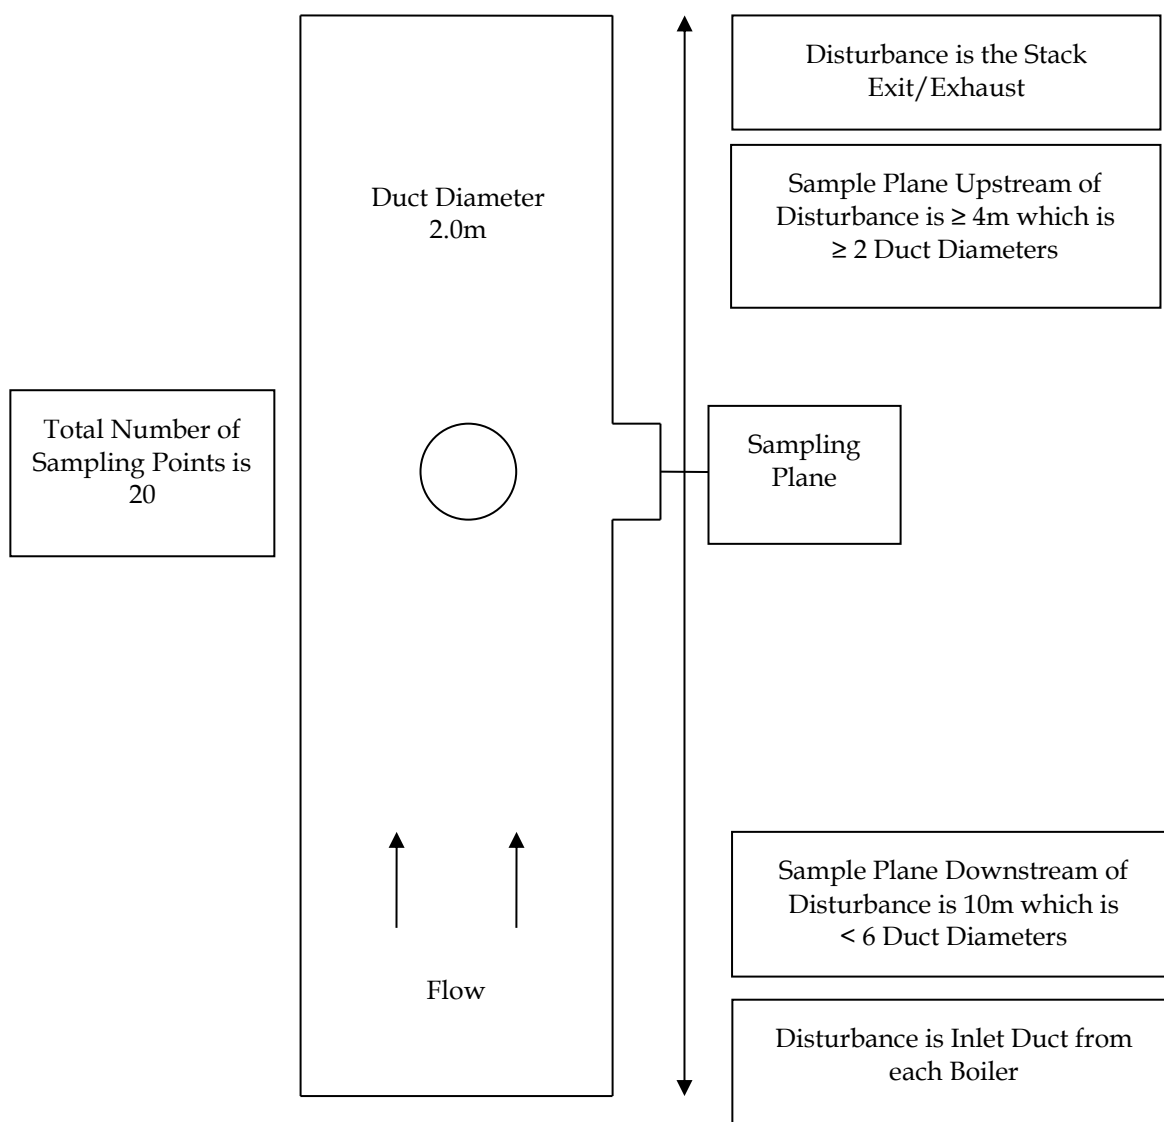 Disturbance is the Stack
Exit/Exhaust
Sample Plane Upstream of
Disturbance is ≥ 4m which is
≥ 2 Duct Diameters
Duct Diameter
2.0m
Total Number of
Sampling Points is
20
Sampling
Plane
Sample Plane Downstream of
Disturbance is 10m which is
< 6 Duct Diameters
Flow
Disturbance is Inlet Duct from
each Boiler